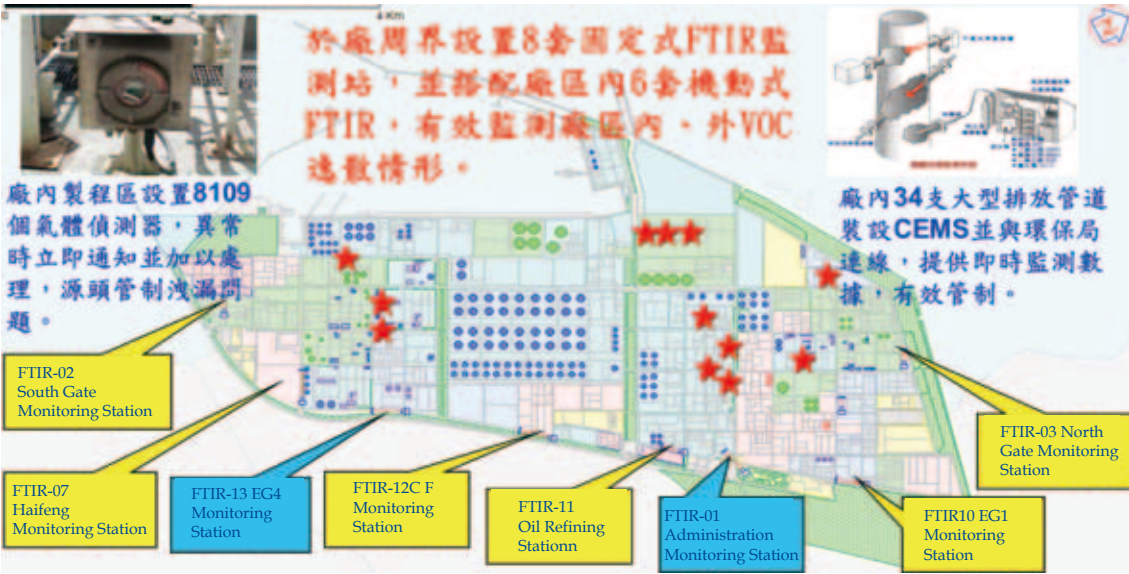 4 Km
於廠周界設置8套固定式FTIR監
測站，並搭配廠區內6套機動式
FTIR，有效監測廠區內、外VOC
逸散情形。
廠內製程區設置8109
個氣體偵測器，異常
時立即通知並加以處
理，源頭管制洩漏問
題。
廠內34支大型排放管道
裝設CEMS並與環保局
連線，提供即時監測數
據，有效管制。
FTIR-02
South Gate
Monitoring Station
FTIR-07
Haifeng
Monitoring Station
FTIR-13 EG4
Monitoring
Station
FTIR-12C F
Monitoring
Station
FTIR-11
Oil Refining
Stationn
FTIR-01
Administration
Monitoring Station
FTIR10 EG1
Monitoring
Station
FTIR-03 North
Gate Monitoring
Station